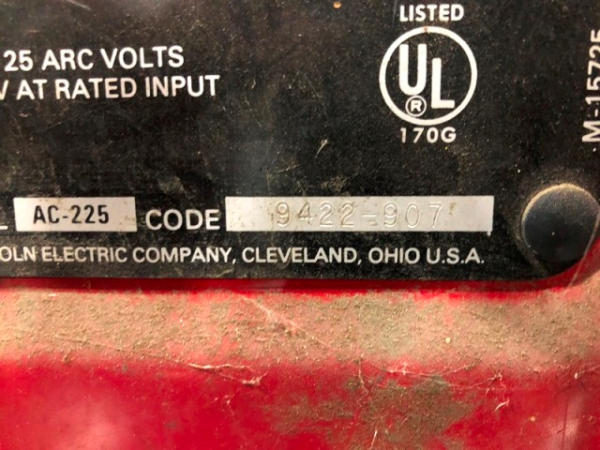 LISTED
UL
®
170G
25 ARC VOLTS
V AT RATED INPUT
M-15725
L AC-225 CODE 9422-907
OLN ELECTRIC COMPANY, CLEVELAND, OHIO U.S.A.